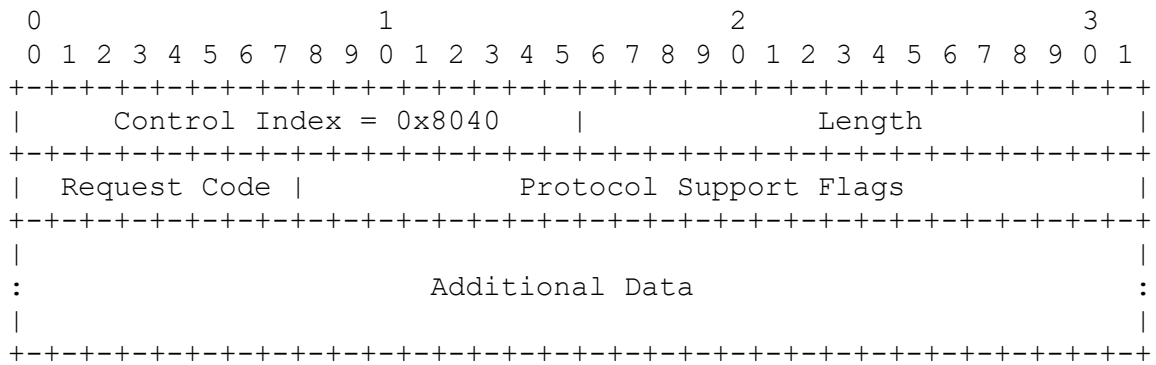 0                   1                   2                   3
 0 1 2 3 4 5 6 7 8 9 0 1 2 3 4 5 6 7 8 9 0 1 2 3 4 5 6 7 8 9 0 1
+-+-+-+-+-+-+-+-+-+-+-+-+-+-+-+-+-+-+-+-+-+-+-+-+-+-+-+-+-+-+-+-+
|     Control Index = 0x8040    |             Length            |
+-+-+-+-+-+-+-+-+-+-+-+-+-+-+-+-+-+-+-+-+-+-+-+-+-+-+-+-+-+-+-+-+
|  Request Code |            Protocol Support Flags             |
+-+-+-+-+-+-+-+-+-+-+-+-+-+-+-+-+-+-+-+-+-+-+-+-+-+-+-+-+-+-+-+-+
|                                                               |
:                       Additional Data                         :
|                                                               |
+-+-+-+-+-+-+-+-+-+-+-+-+-+-+-+-+-+-+-+-+-+-+-+-+-+-+-+-+-+-+-+-+